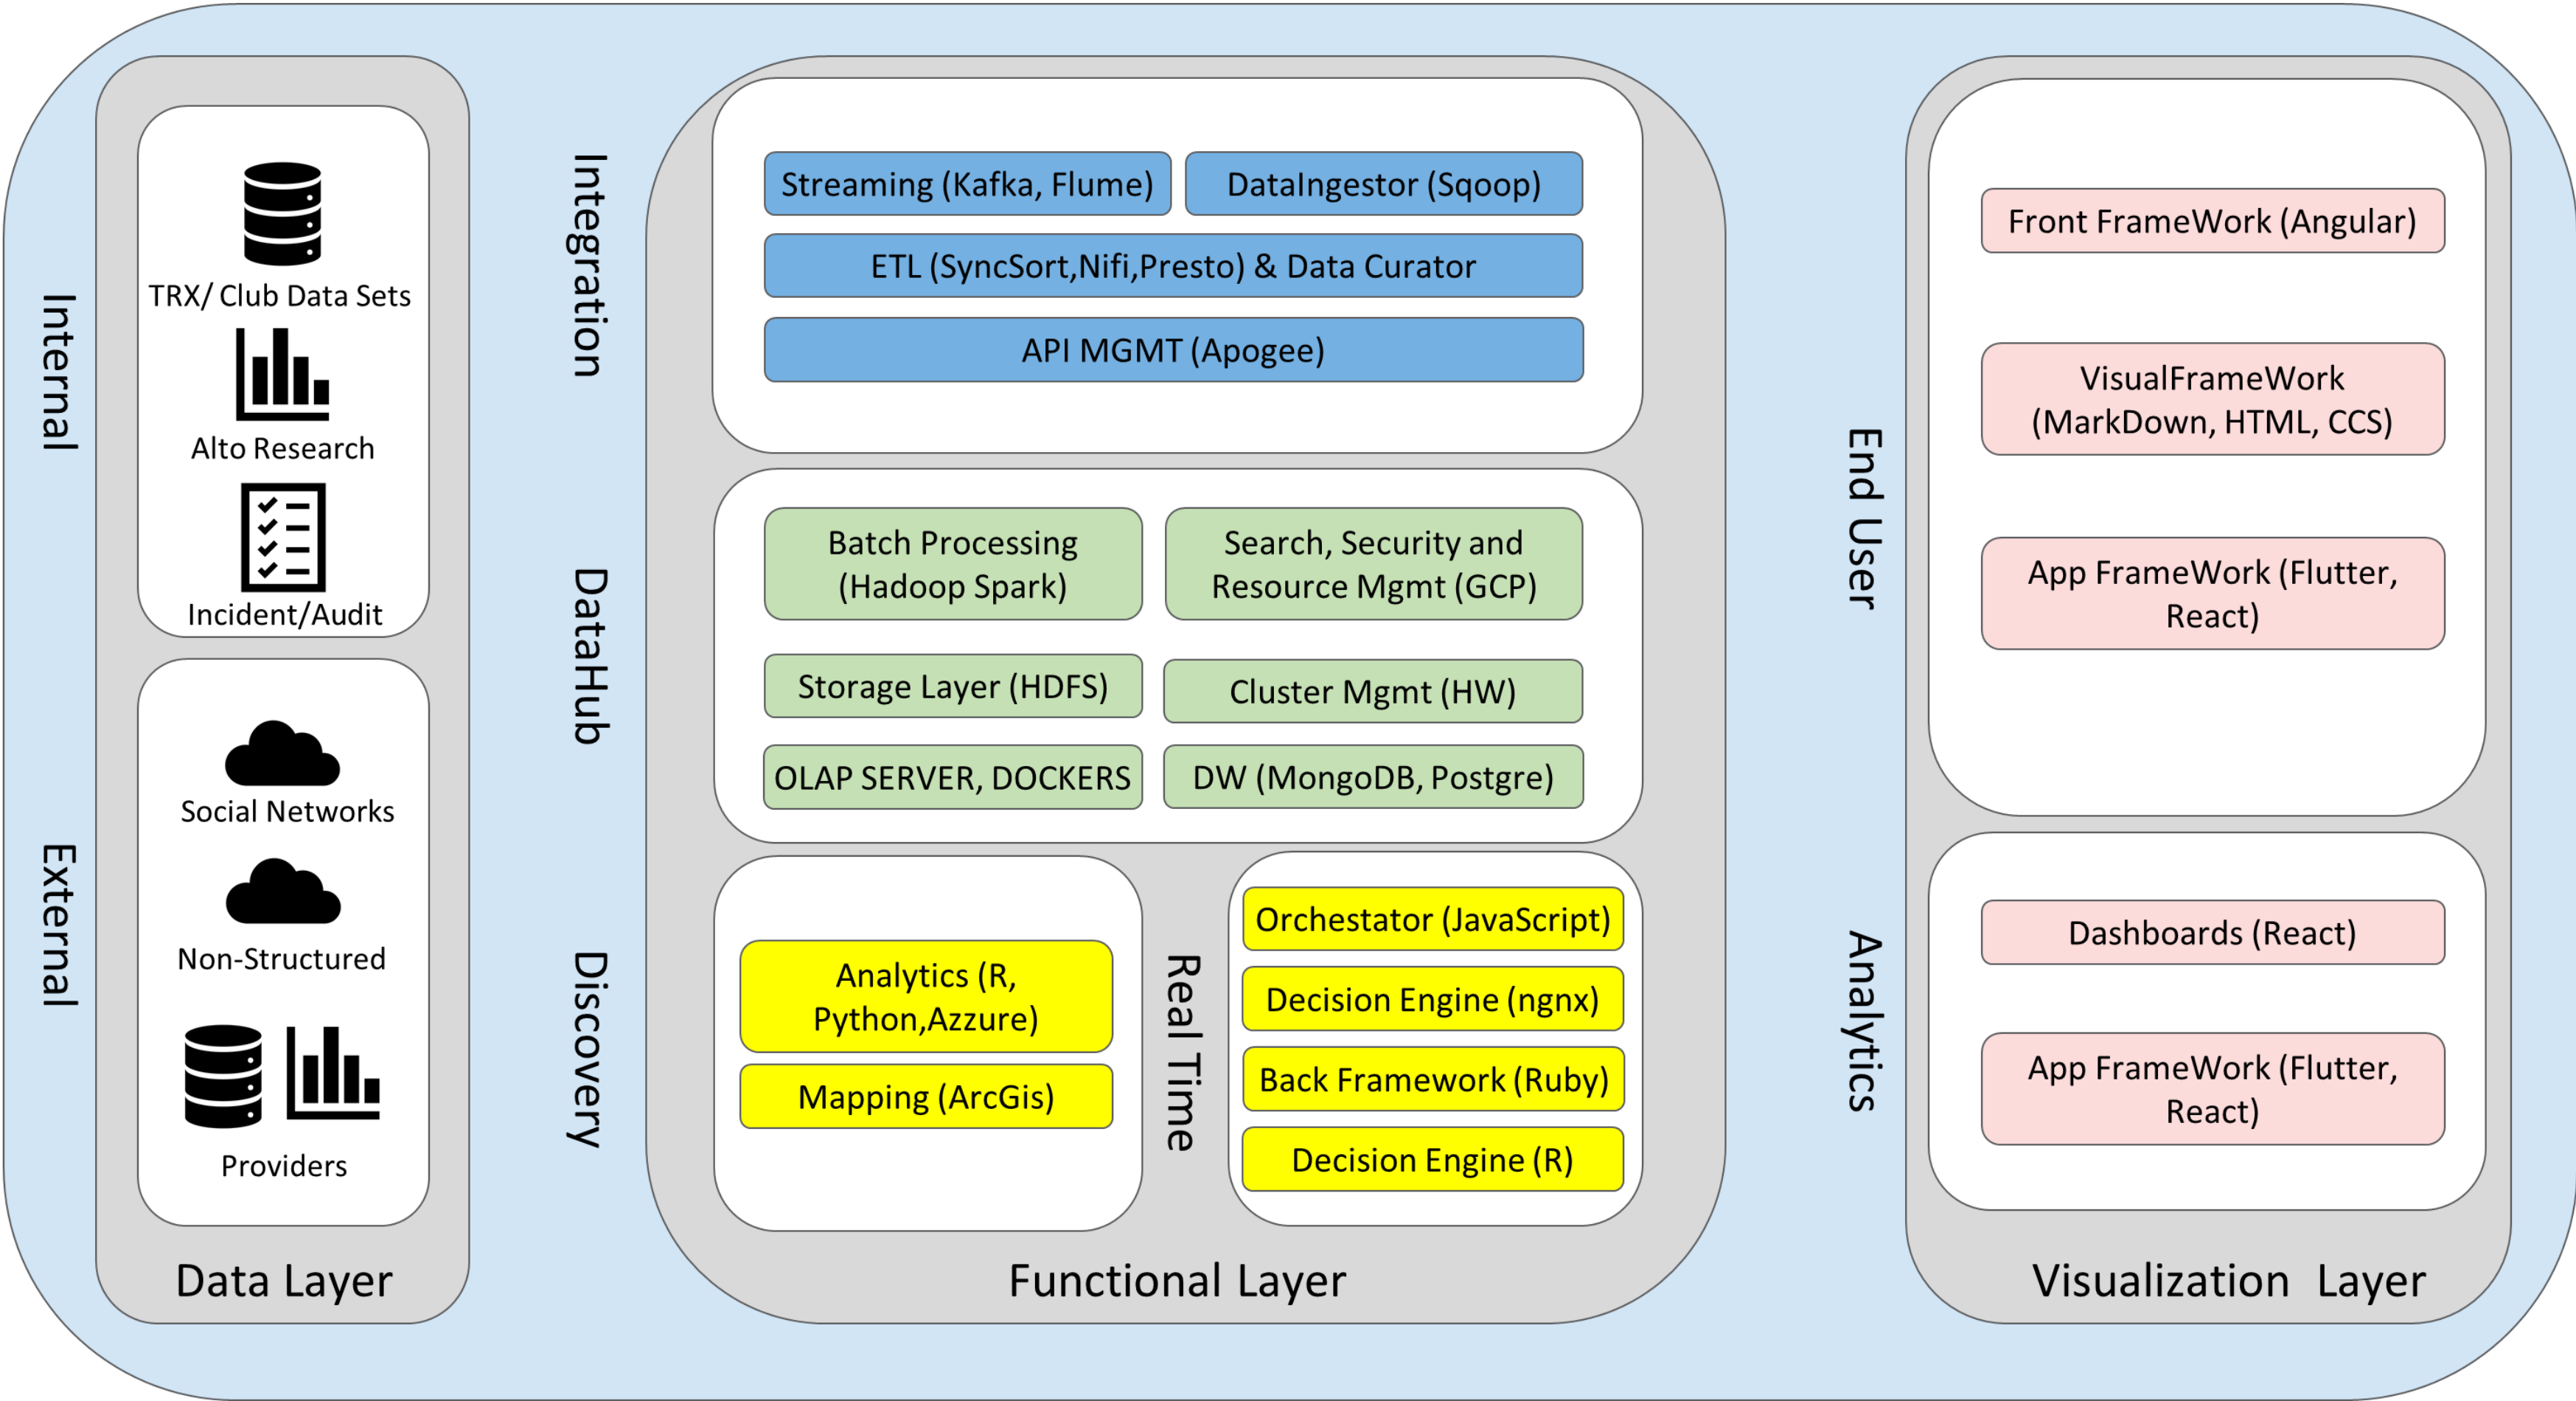 Internal
TRX/ Club Data Sets
Alto Research
Incident/Audit
External
Social Networks
Non-Structured
Providers
Data Layer
Integration
Streaming (Kafka, Flume)
DataIngestor (Sqoop)
ETL (SyncSort,Nifi,Presto) & Data Curator
API MGMT (Apogee)
DataHub
Batch Processing
(Hadoop Spark)
Search, Security and
Resource Mgmt (GCP)
Storage Layer (HDFS)
Cluster Mgmt (HW)
OLAP SERVER, DOCKERS
DW (MongoDB, Postgre)
Discovery
Analytics (R,
Python,Azzure)
Mapping (ArcGis)
Real Time
Orchestator (JavaScript)
Decision Engine (ngnx)
Back Framework (Ruby)
Decision Engine (R)
Functional Layer
End User
Front FrameWork (Angular)
VisualFrameWork
(MarkDown, HTML, CCS)
App FrameWork (Flutter,
React)
Analytics
Dashboards (React)
App FrameWork (Flutter,
React)
Visualization Layer